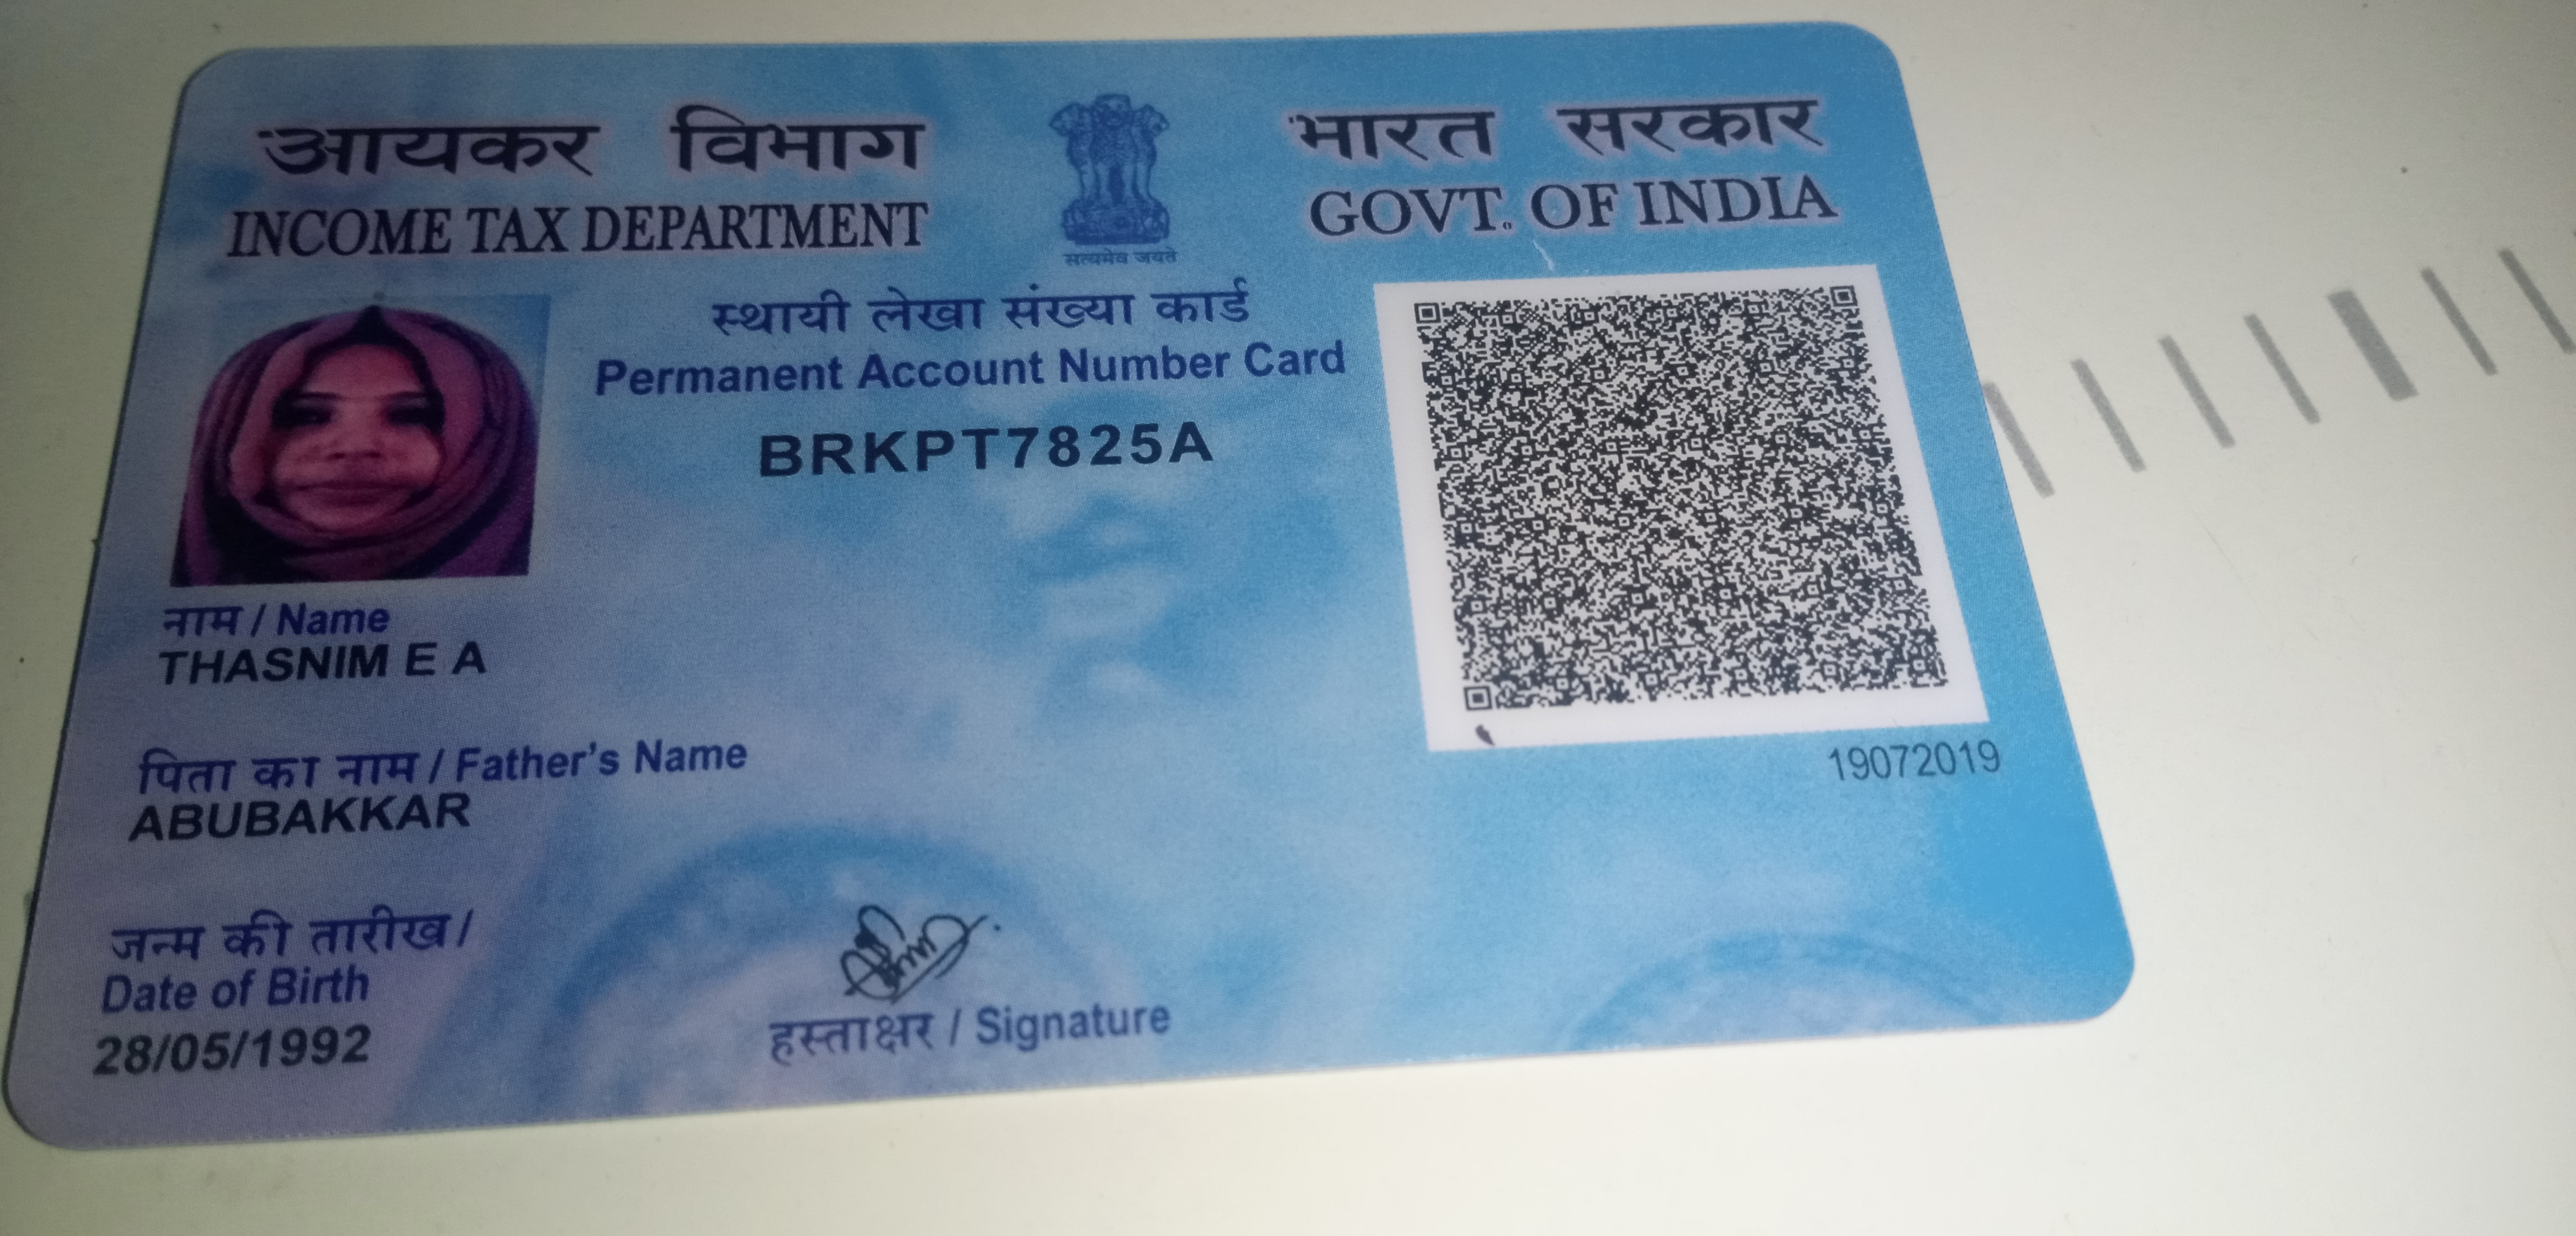 आयकर विभाग
INCOME TAX DEPARTMENT
सत्यमेव जयते
भारत सरकार
GOVT. OF INDIA
स्थायी लेखा संख्या कार्ड
Permanent Account Number Card
BRKPT7825A
नाम / Name
THASNIM E A
पिता का नाम / Father's Name
ABUBAKKAR
जन्म की तारीख /
Date of Birth
28/05/1992
हस्ताक्षर / Signature
19072019